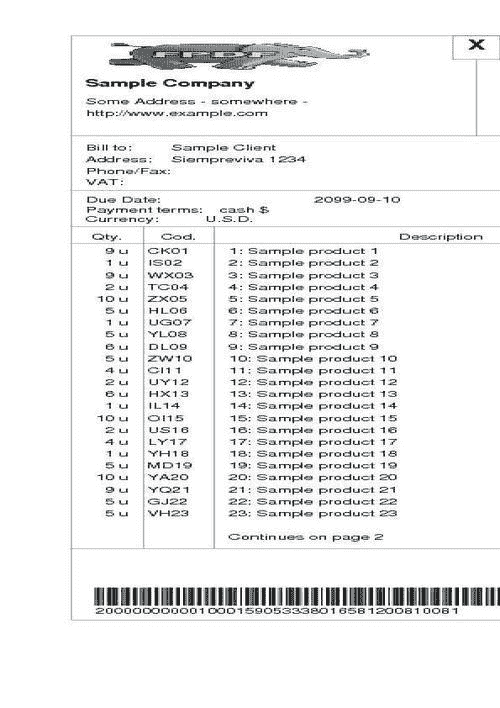 FPDF
X
Sample Company
Some Address - somewhere -
http://www.example.com
Bill to: Sample Client
Address: Siempreviva 1234
Phone/Fax:
VAT:
Due Date: 2099-09-10
Payment terms: cash $
Currency: U.S.D.
Qty. Cod. Description
9 u CK01 1: Sample product 1
1 u IS02 2: Sample product 2
9 u WX03 3: Sample product 3
2 u TC04 4: Sample product 4
10 u ZX05 5: Sample product 5
5 u HL06 6: Sample product 6
1 u UG07 7: Sample product 7
5 u YL08 8: Sample product 8
6 u DL09 9: Sample product 9
5 u ZW10 10: Sample product 10
4 u CI11 11: Sample product 11
2 u UY12 12: Sample product 12
6 u HX13 13: Sample product 13
1 u IL14 14: Sample product 14
10 u OI15 15: Sample product 15
2 u US16 16: Sample product 16
4 u LY17 17: Sample product 17
1 u YH18 18: Sample product 18
5 u MD19 19: Sample product 19
10 u YA20 20: Sample product 20
9 u YQ21 21: Sample product 21
5 u GJ22 22: Sample product 22
5 u VH23 23: Sample product 23
Continues on page 2
200000000001000159053338016581200810081